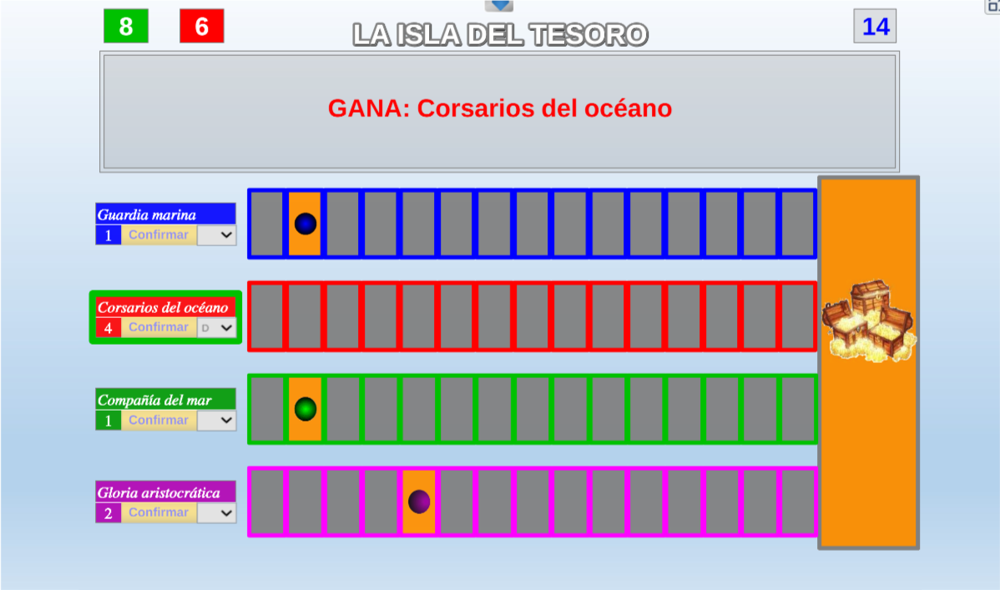 8
6
LA ISLA DEL TESORO
14
GANA: Corsarios del océano
Guardia marina
1 Confirmar
Corsarios del océano
4 Confirmar D
Compañía del mar
1 Confirmar
Gloria aristocrática
2 Confirmar